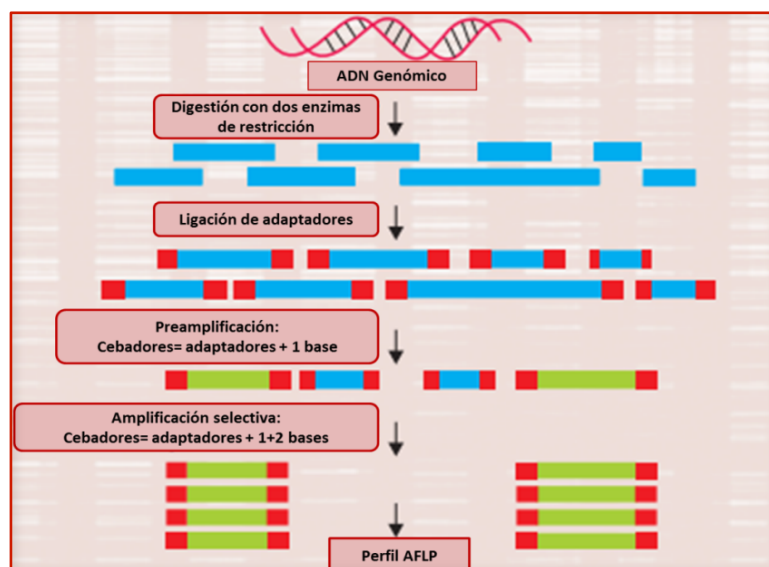 ADN Genómico
Digestión con dos enzimas
de restricción
Ligación de adaptadores
Preamplificación:
Cebadores= adaptadores + 1 base
Amplificación selectiva:
Cebadores= adaptadores + 1+2 bases
Perfil AFLP